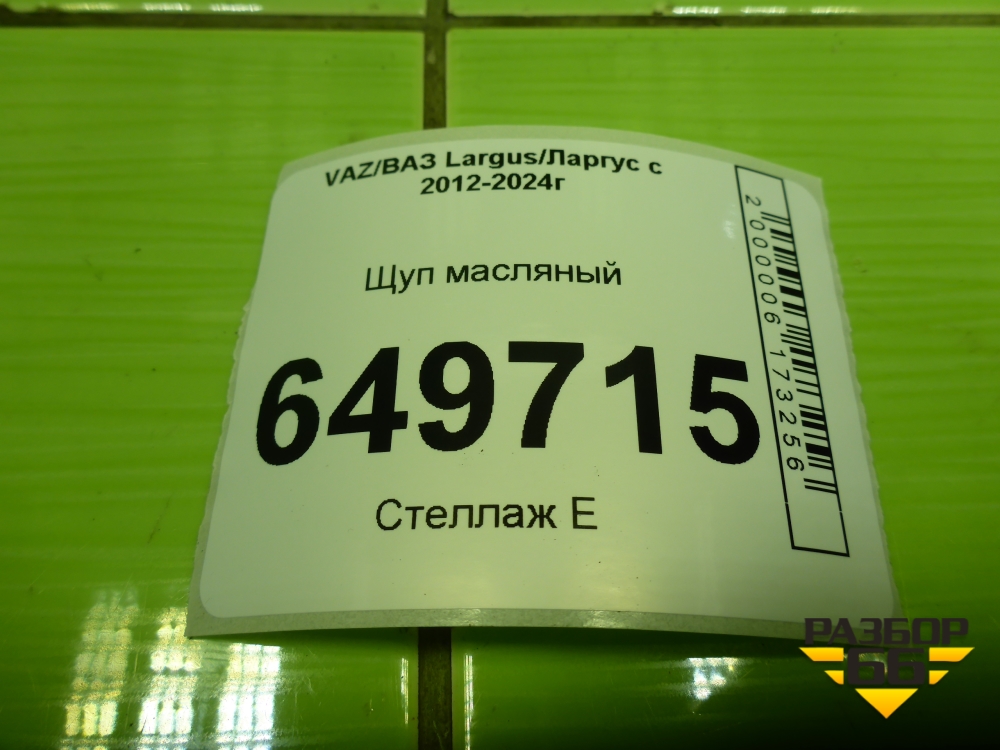 VAZ/ВАЗ Largus/Ларгус с
2012-2024г
Щуп масляный
649715
Стеллаж Е
2000006173256
РАЗБОР
66